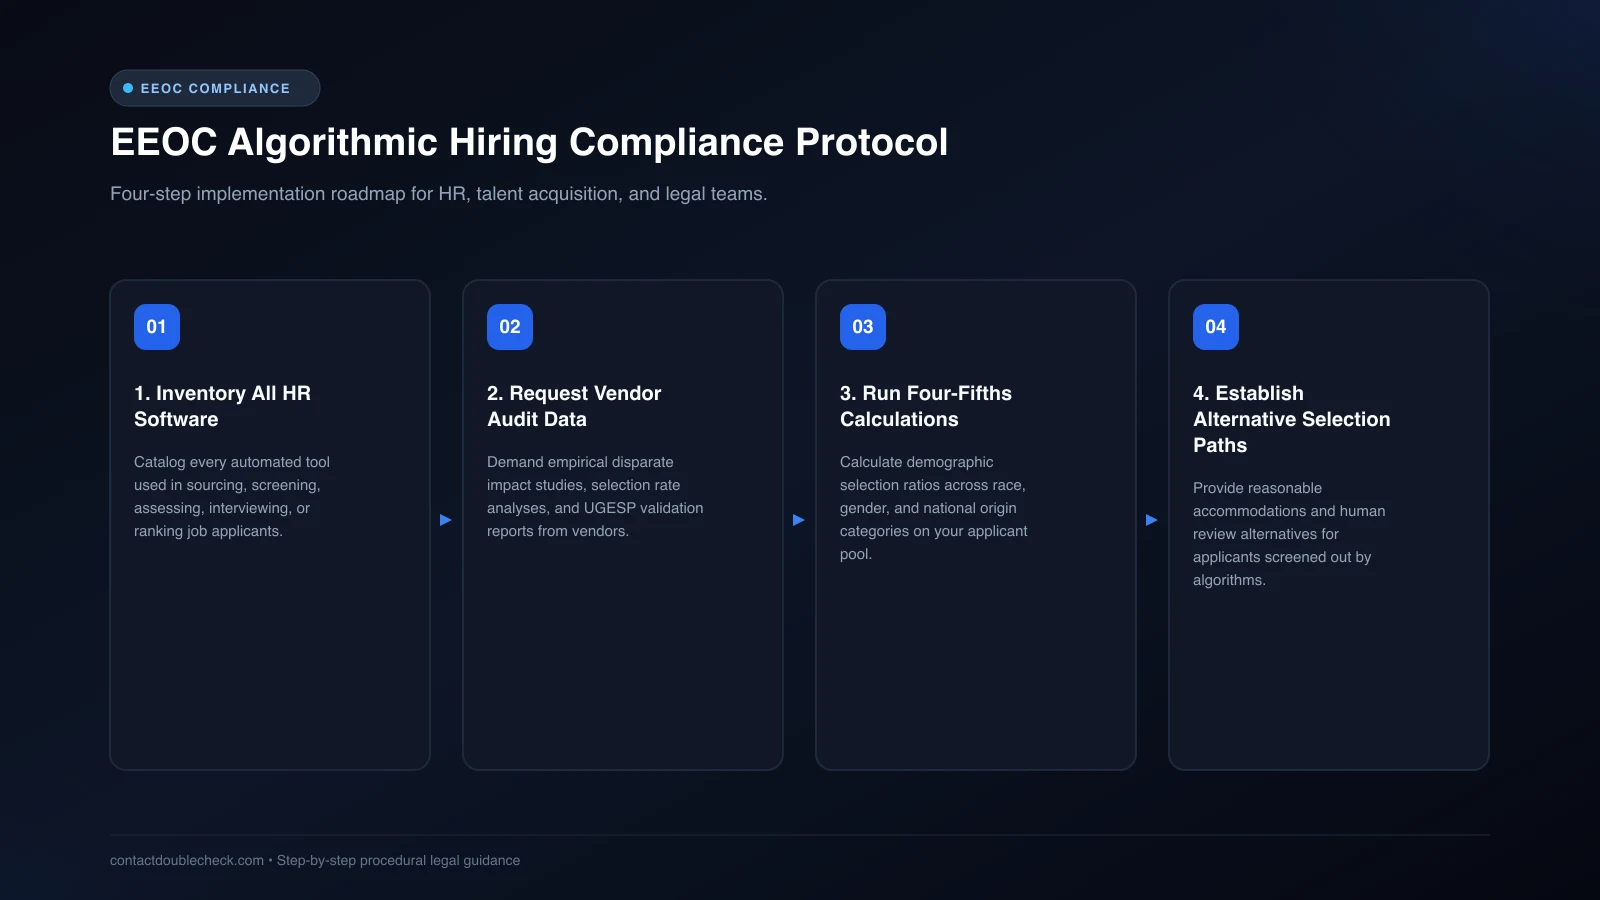 EEOC COMPLIANCE
EEOC Algorithmic Hiring Compliance Protocol
Four-step implementation roadmap for HR, talent acquisition, and legal teams.
01
1. Inventory All HR
Software
Catalog every automated tool
used in sourcing, screening,
assessing, interviewing, or
ranking job applicants.
02
2. Request Vendor
Audit Data
Demand empirical disparate
impact studies, selection rate
analyses, and UGESP validation
reports from vendors.
03
3. Run Four-Fifths
Calculations
Calculate demographic
selection ratios across race,
gender, and national origin
categories on your applicant
pool.
04
4. Establish
Alternative Selection
Paths
Provide reasonable
accommodations and human
review alternatives for
applicants screened out by
algorithms.
contactdoublecheck.com • Step-by-step procedural legal guidance